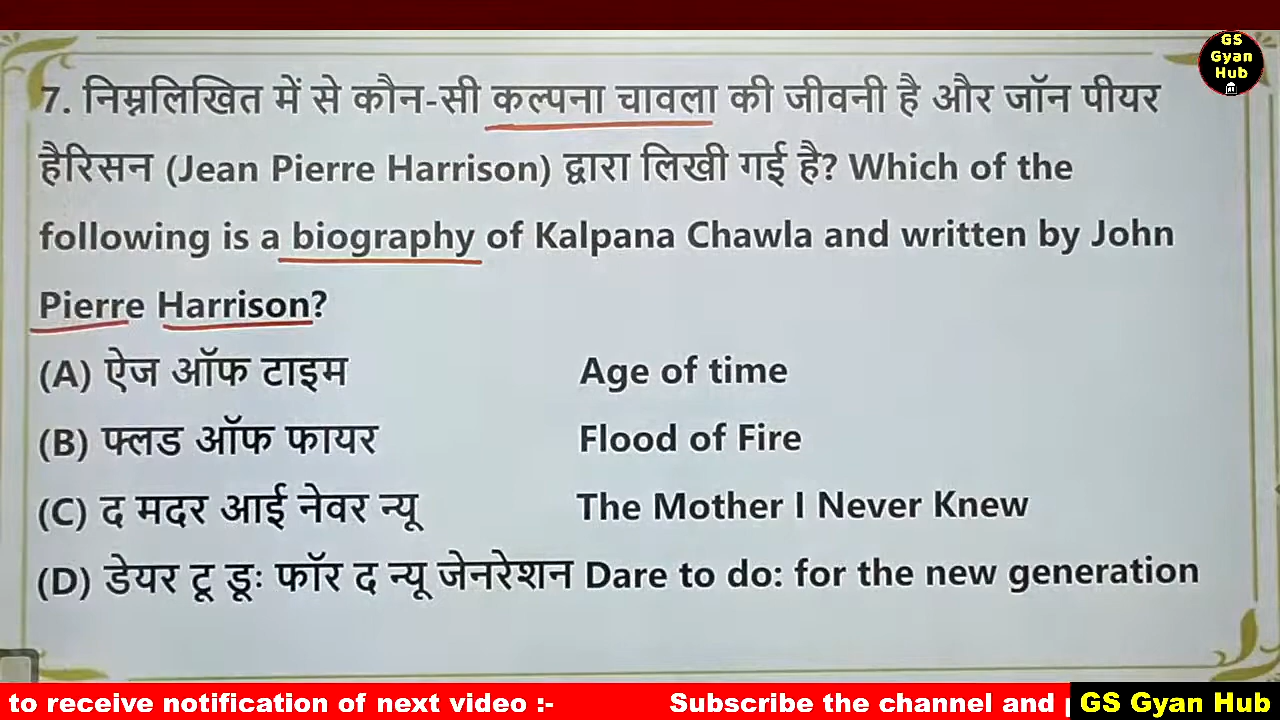 GS
Gyan
Hub
7. निम्नलिखित में से कौन-सी कल्पना चावला की जीवनी है और जॉन पीयर
हैरिसन (Jean Pierre Harrison) द्वारा लिखी गई है? Which of the
following is a biography of Kalpana Chawla and written by John
Pierre Harrison?
(A) ऐज ऑफ टाइम Age of time
(B) फ्लड ऑफ फायर Flood of Fire
(C) द मदर आई नेवर न्यू The Mother I Never Knew
(D) डेयर टू डूः फॉर द न्यू जेनरेशन Dare to do: for the new generation
to receive notification of next video :- Subscribe the channel and GS Gyan Hub